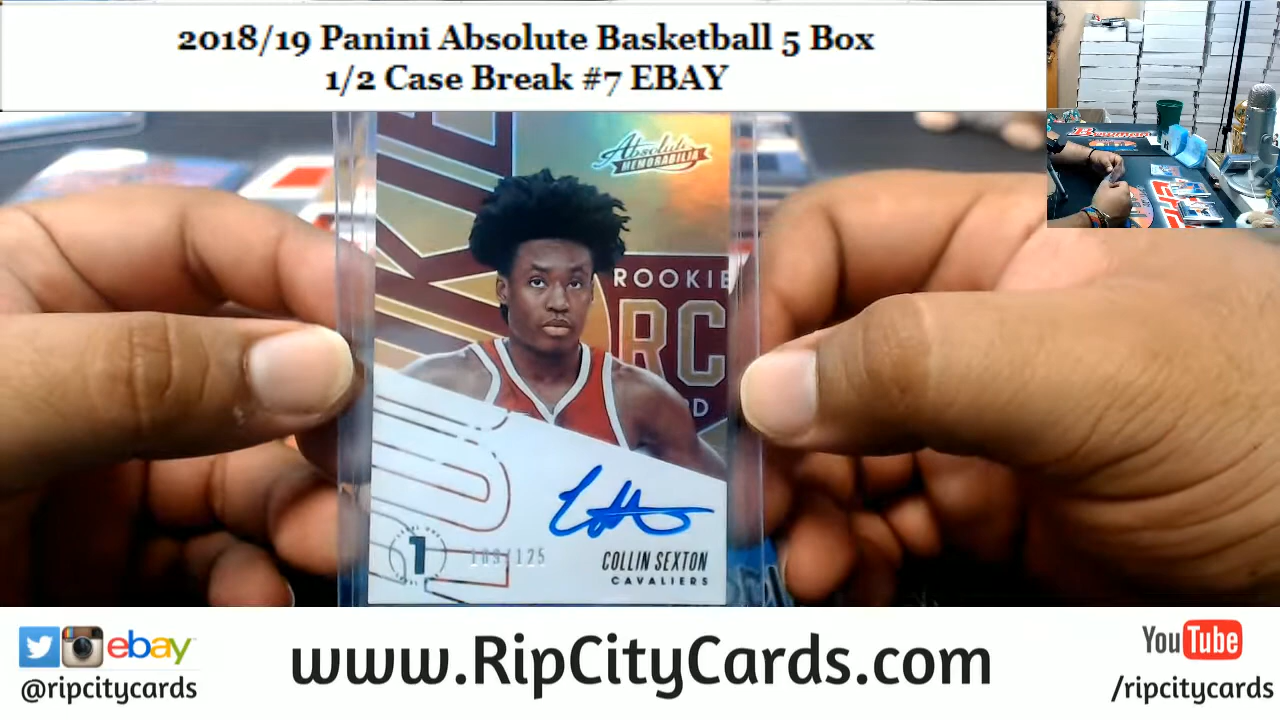 2018/19 Panini Absolute Basketball 5 Box
1/2 Case Break #7 EBAY
Absolute
MEMORABILIA
ROOKIE
RC
COLLIN SEXTON
CAVALIERS
1
/125
ebay
@ripcitycards
www.RipCityCards.com
YouTube
/ripcitycards